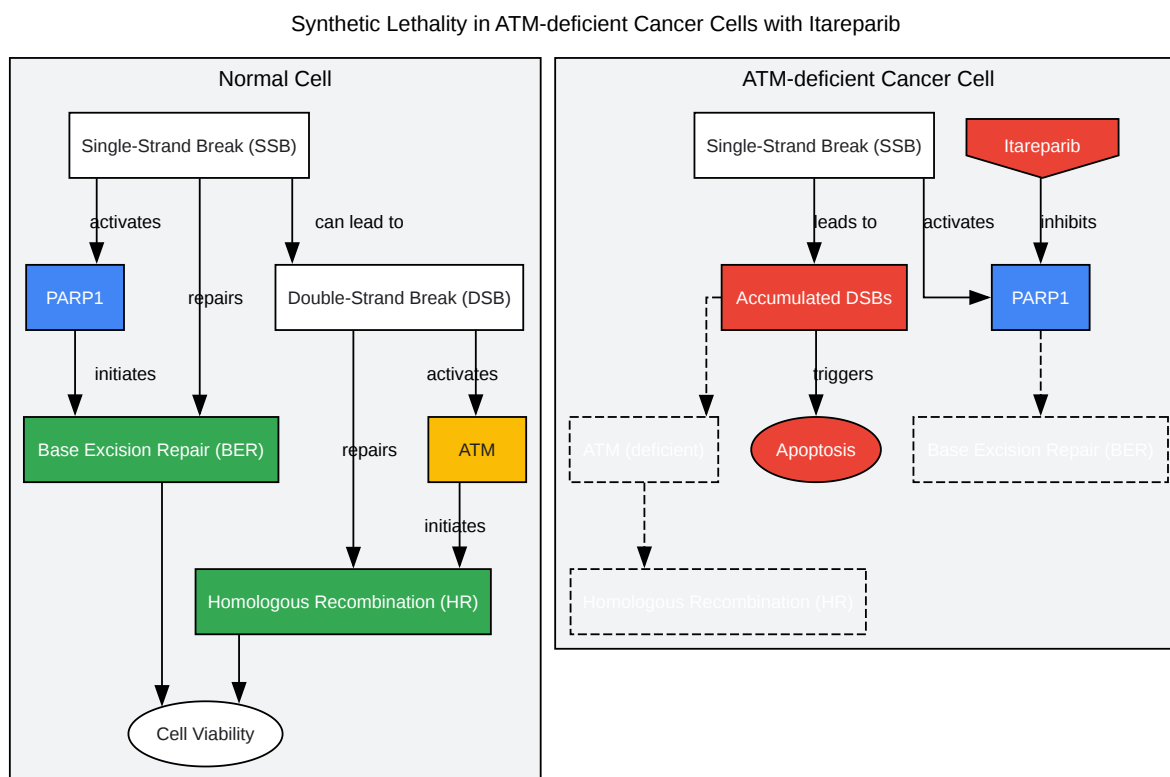 Synthetic Lethality in ATM-deficient Cancer Cells with Itareparib
Normal Cell
Single-Strand Break (SSB)
activates
can lead to
PARP1
repairs
Double-Strand Break (DSB)
initiates
activates
Base Excision Repair (BER)
repairs
ATM
initiates
Homologous Recombination (HR)
Cell Viability
ATM-deficient Cancer Cell
Single-Strand Break (SSB)
Itareparib
leads to
activates
inhibits
Accumulated DSBs
PARP1
triggers
ATM (deficient)
Apoptosis
Base Excision Repair (BER)
Homologous Recombination (HR)